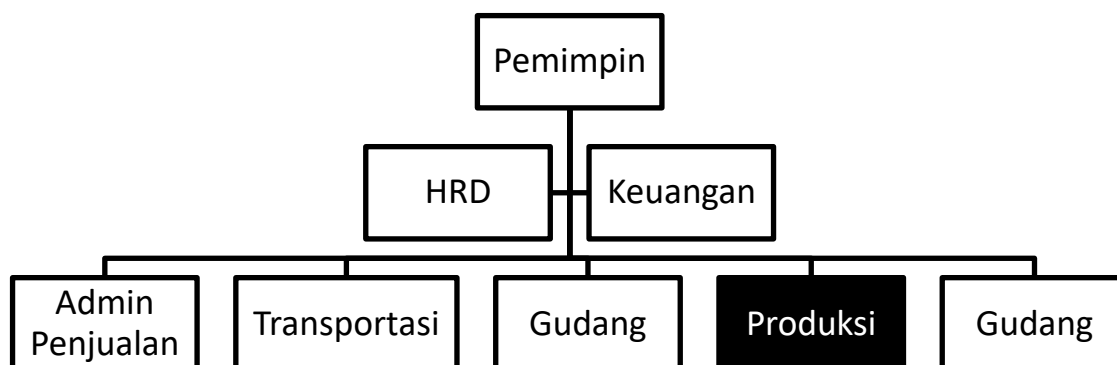 Pemimpin
HRD
Keuangan
Admin
Penjualan
Transportasi
Gudang
Produksi
Gudang